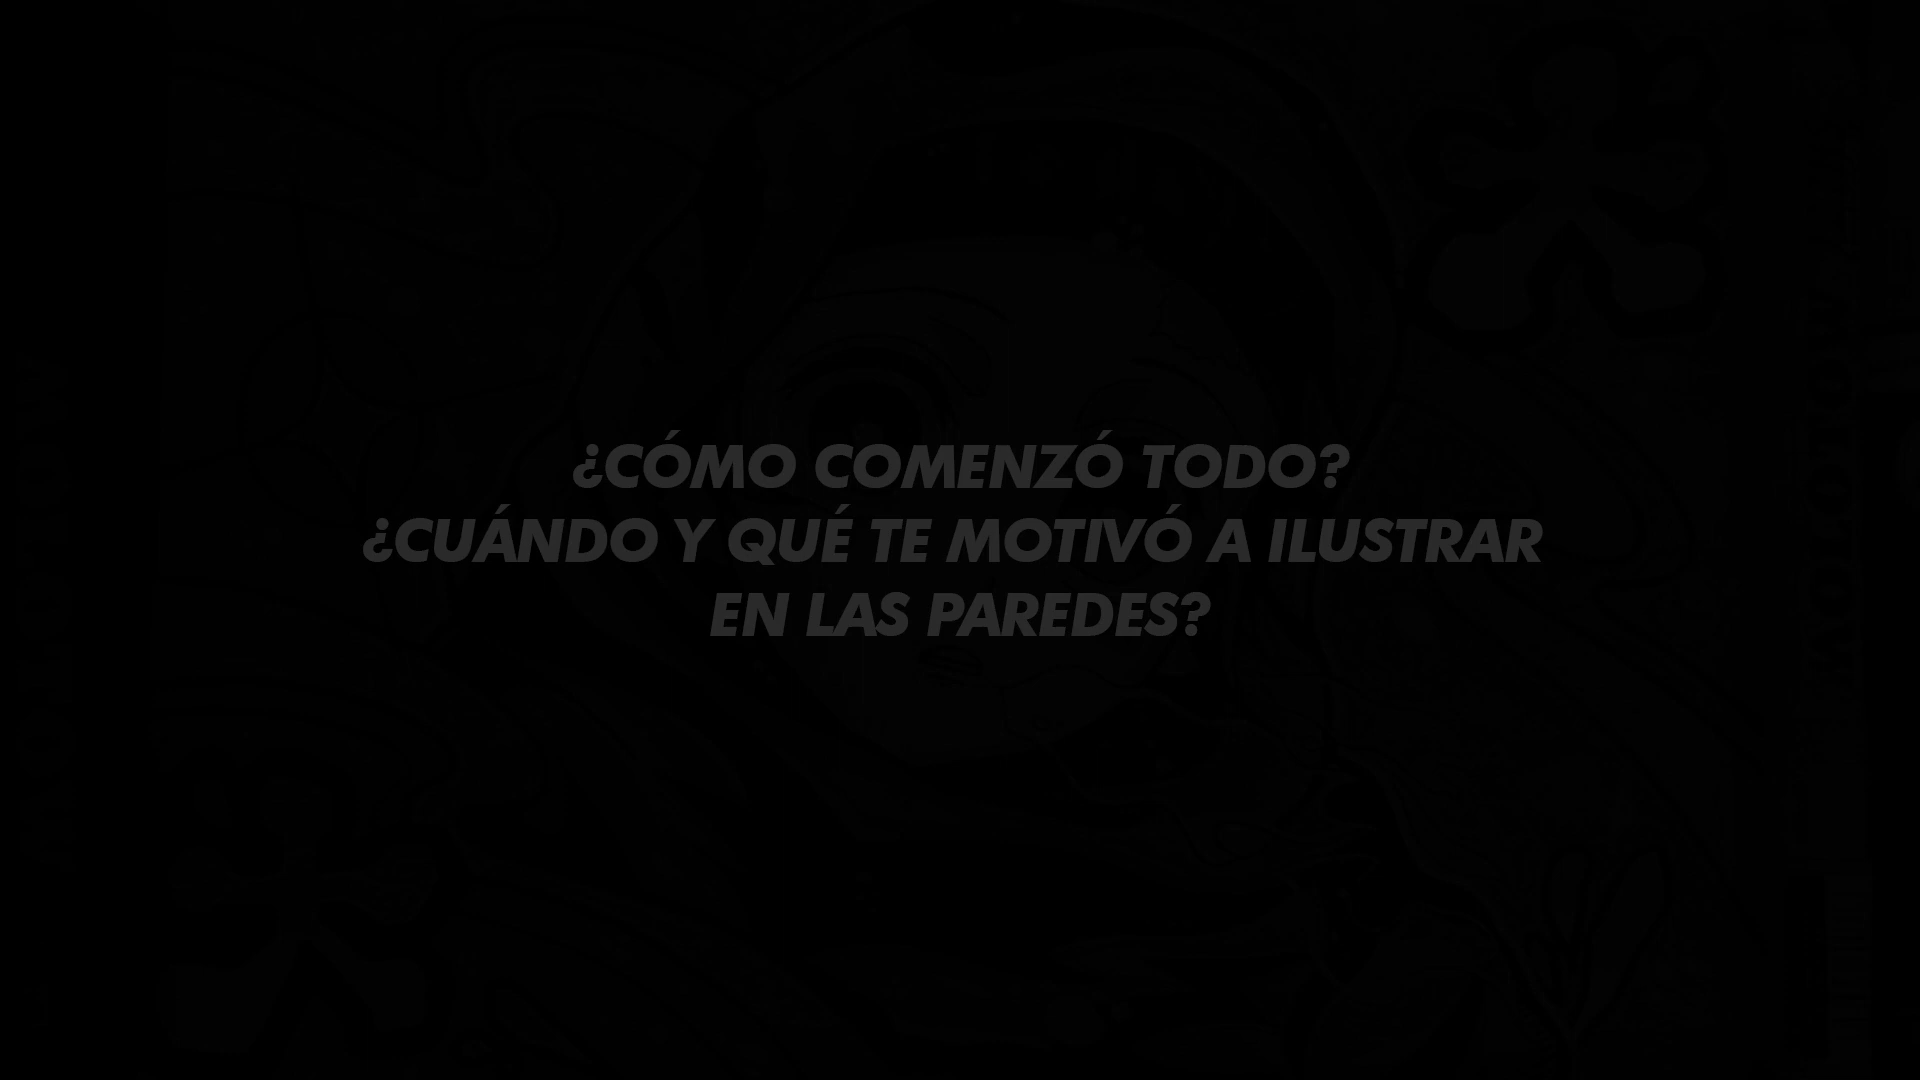 ¿CÓMO COMENZÓ TODO?
¿CUÁNDO Y QUÉ TE MOTIVÓ A ILUSTRAR
EN LAS PAREDES?